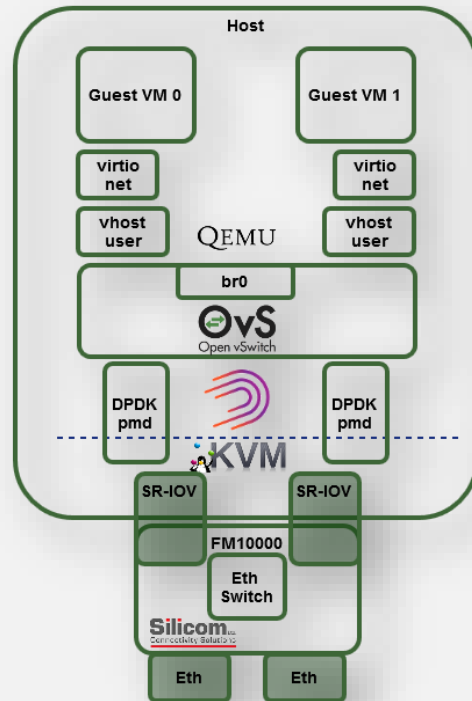 Host
Guest VM 0
Guest VM 1
virtio
net
virtio
net
vhost
user
QEMU
vhost
user
br0
OvS
Open vSwitch
DPDK
pmd
DPDK
pmd
KVM
SR-IOV
SR-IOV
FM10000
Eth
Switch
Silicom
Connectivity Solutions
Eth
Eth